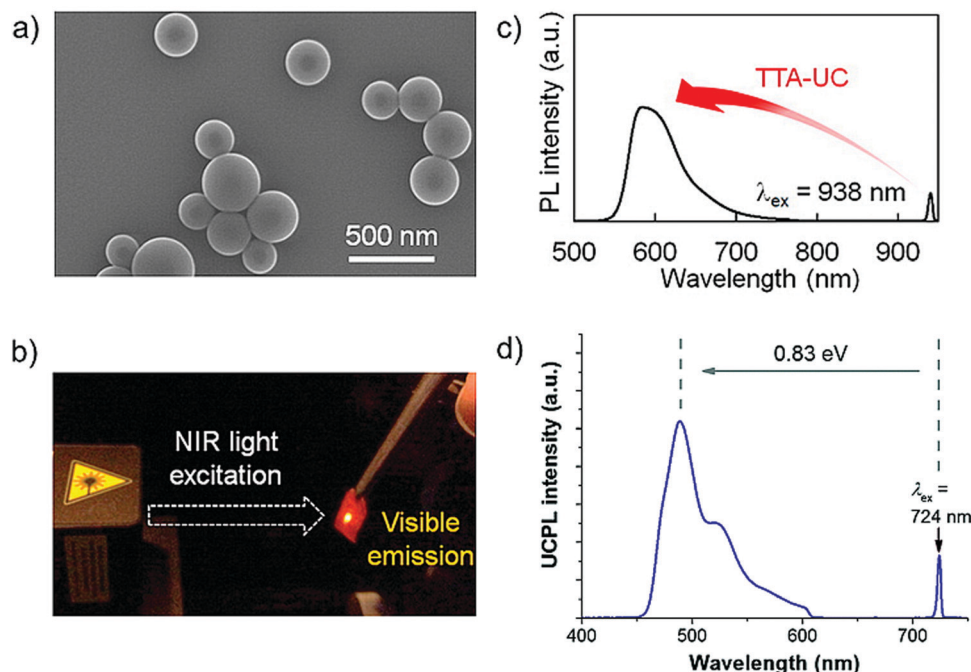 a)
500 nm
b)
NIR light
excitation
Visible
emission
c)
PL intensity (a.u.)
TTA-UC
λex = 938 nm
500 600 700 800 900
Wavelength (nm)
d)
UCPL intensity (a.u.)
0.83 eV
λex =
724 nm
400 500 600 700
Wavelength (nm)